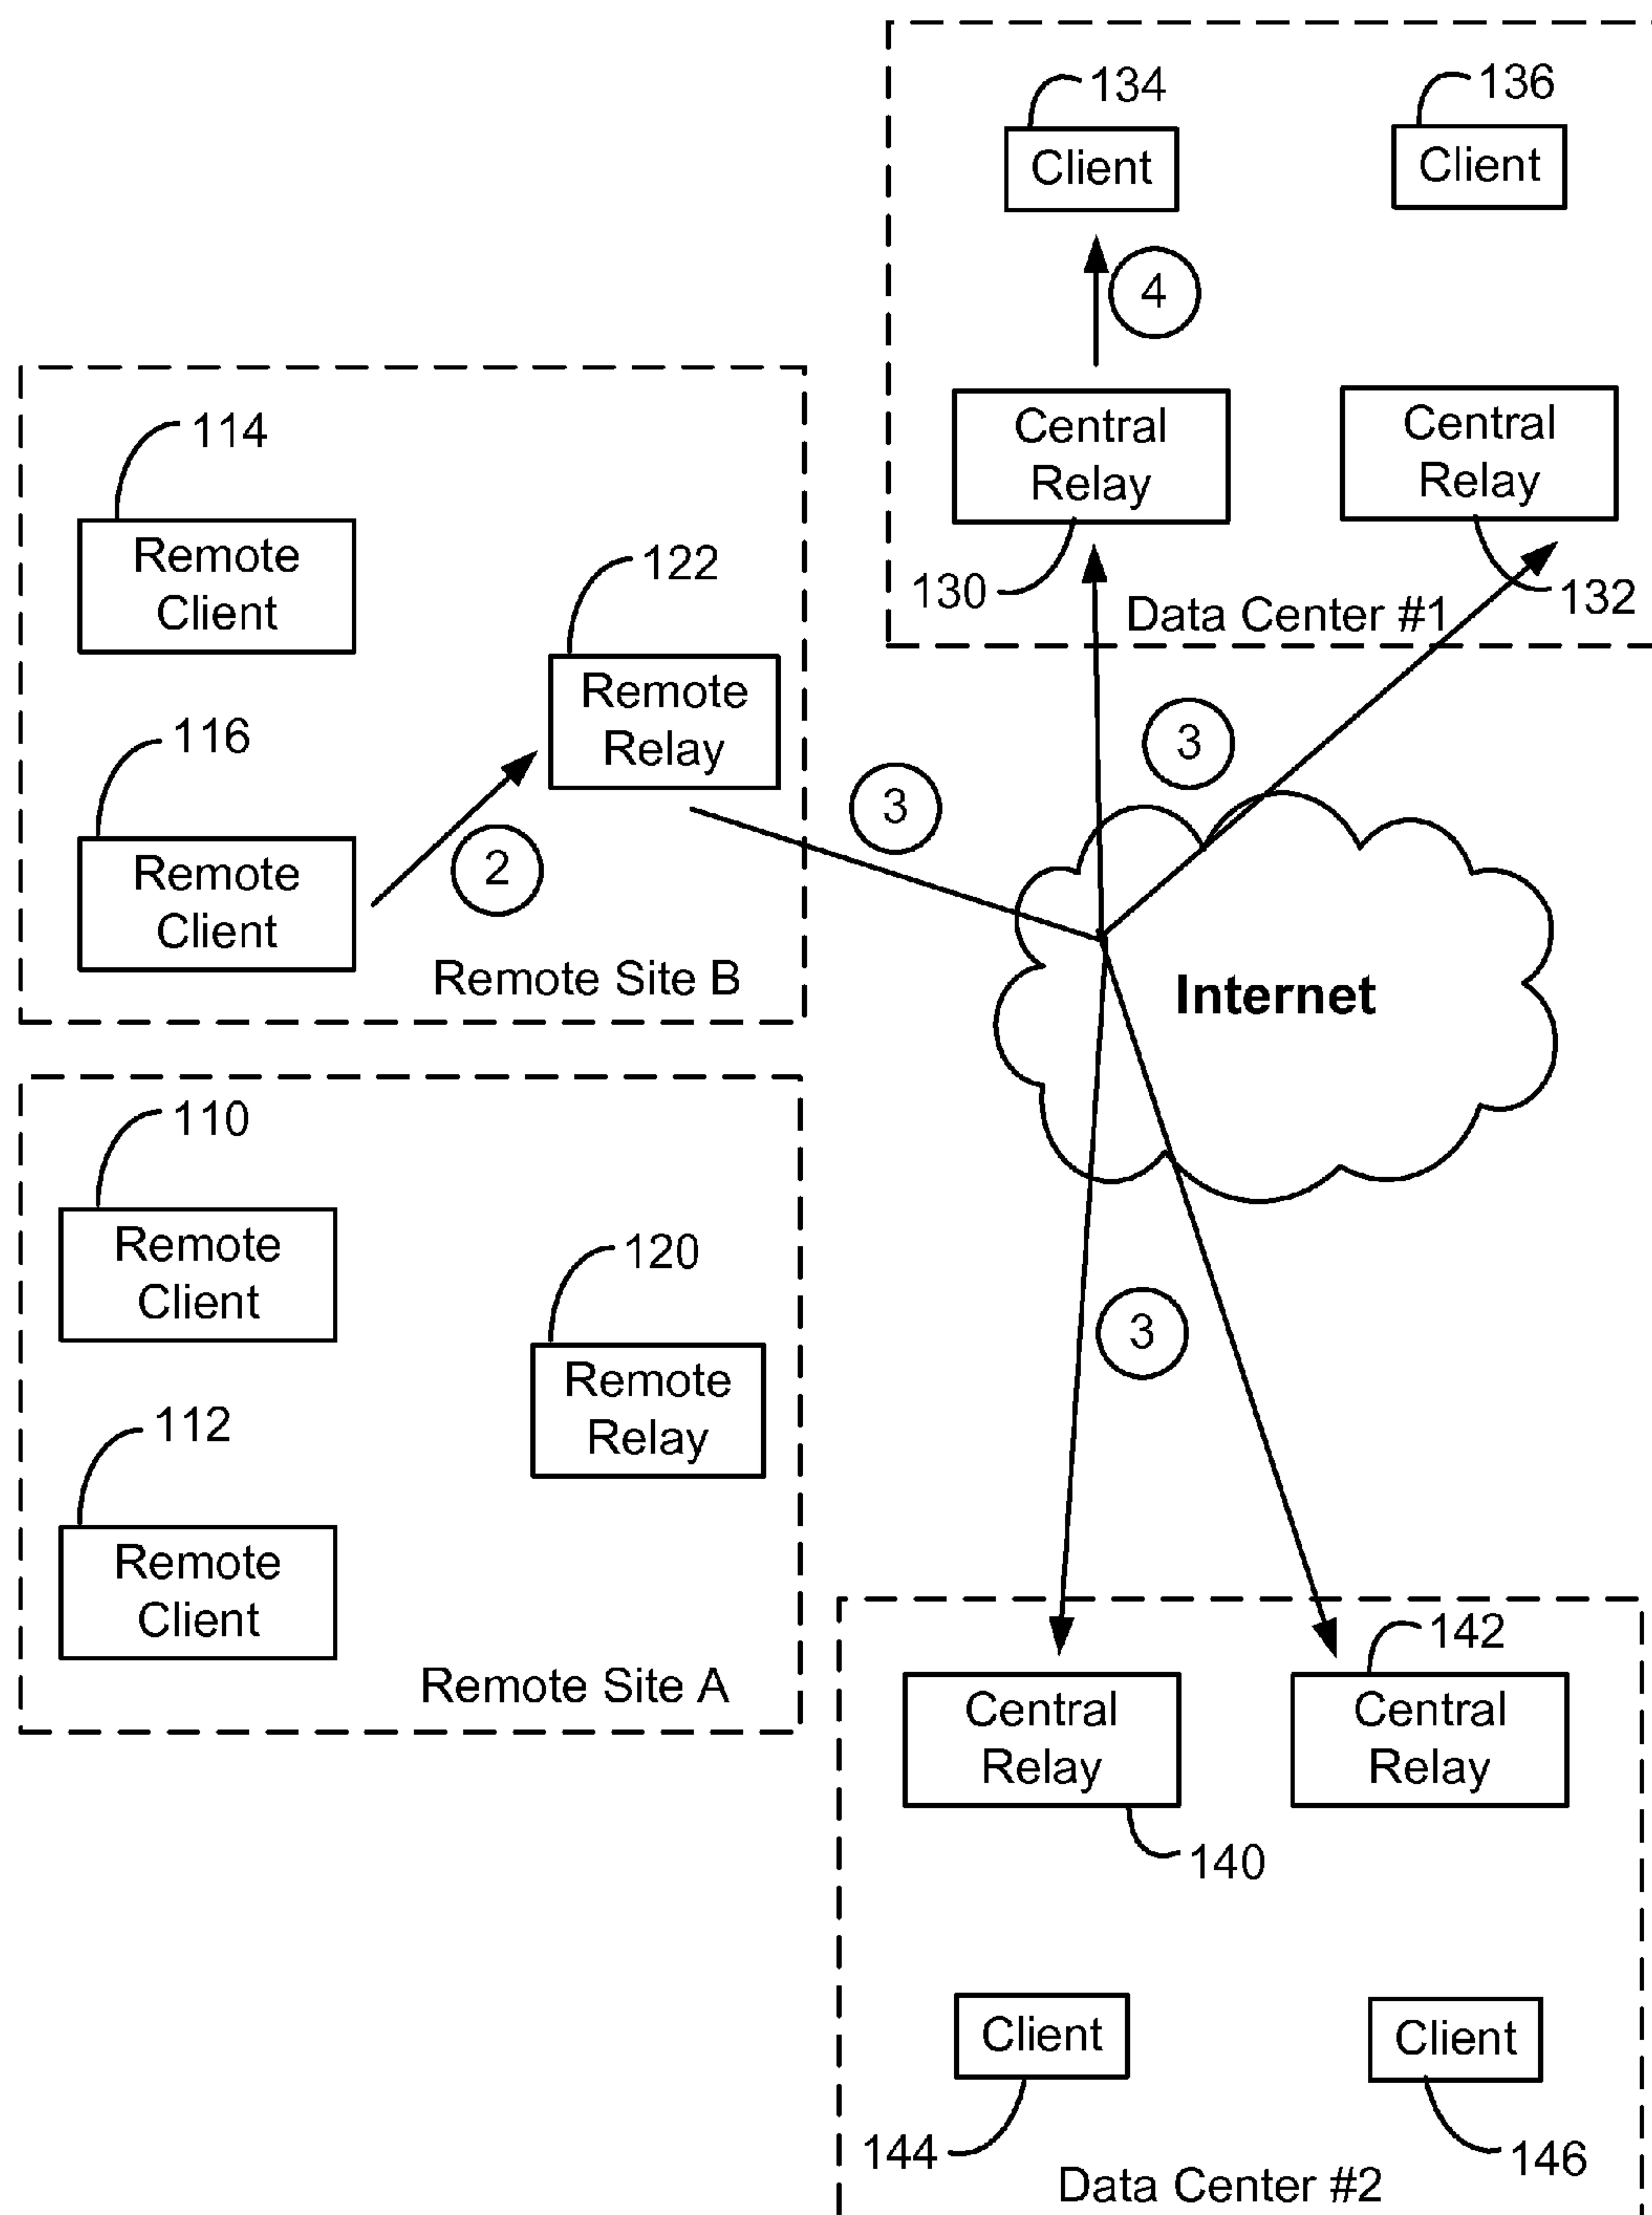 134
136
Client
Client
4
Central
Relay
Central
Relay
130
132
Data Center #1
114
Remote
Client
122
Remote
Relay
116
Remote
Client
2
Remote Site B
3
3
Internet
110
Remote
Client
120
Remote
Relay
112
Remote
Client
Remote Site A
3
142
Central
Relay
Central
Relay
140
Client
Client
144
146
Data Center #2